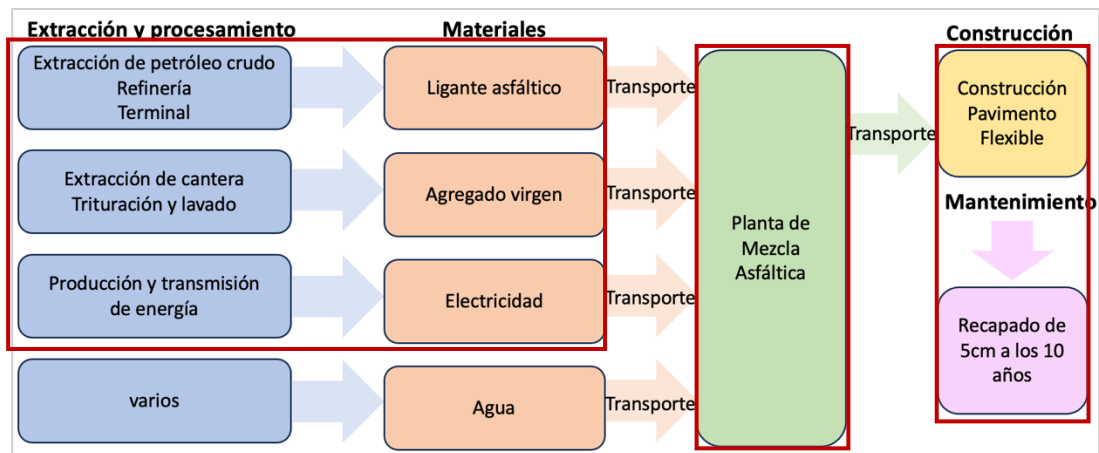 Extracción y procesamiento
Materiales
Construcción
Extracción de petróleo crudo
Refinería
Terminal
Ligante asfáltico
Transporte
Extracción de cantera
Trituración y lavado
Agregado virgen
Transporte
Producción y transmisión
de energía
Electricidad
Transporte
varios
Agua
Transporte
Planta de
Mezcla
Asfáltica
Transporte
Construcción
Pavimento
Flexible
Mantenimiento
Recapado de
5cm a los 10
años